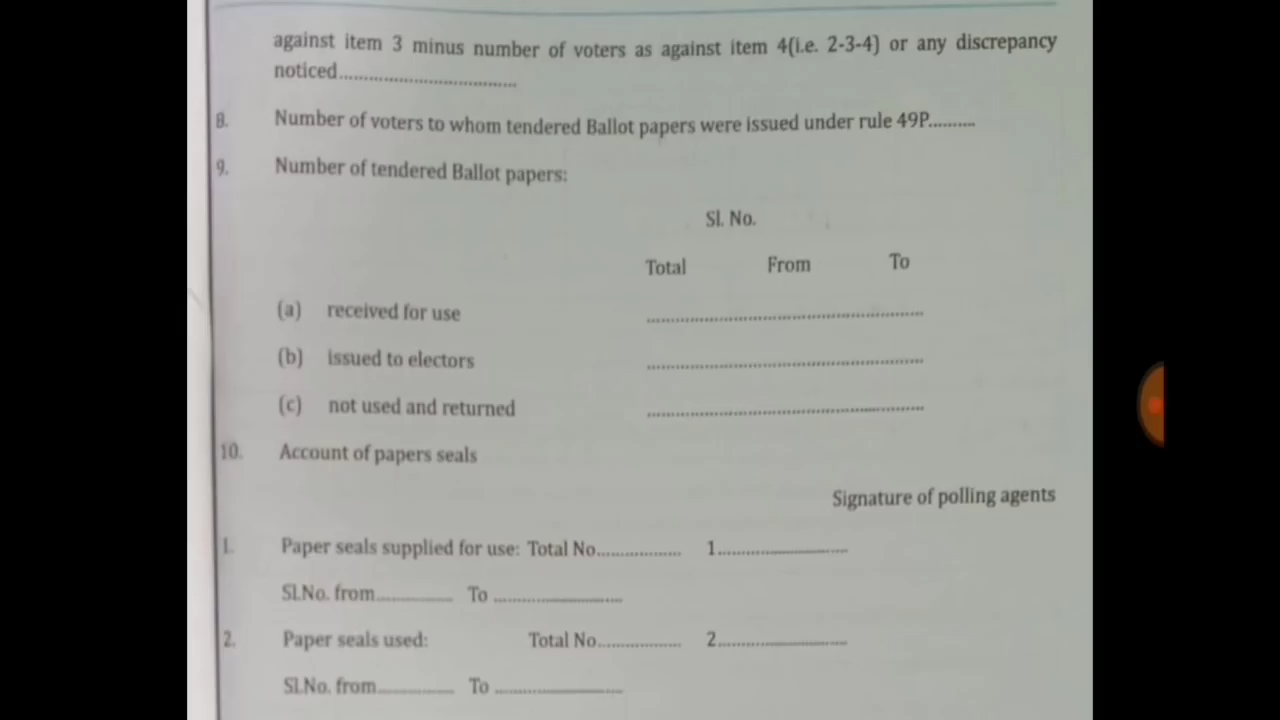 against item 3 minus number of voters as against item 4(i.e. 2-3-4) or any discrepancy
noticed....................................
8. Number of voters to whom tendered Ballot papers were issued under rule 49P..........
9. Number of tendered Ballot papers:
Sl. No.
Total From To
(a) received for use ........................................................
(b) issued to electors ........................................................
(c) not used and returned ........................................................
10. Account of papers seals
Signature of polling agents
1. Paper seals supplied for use: Total No................. 1..........................
Sl.No. from................ To ..........................
2. Paper seals used: Total No................. 2..........................
Sl.No. from................ To ..........................